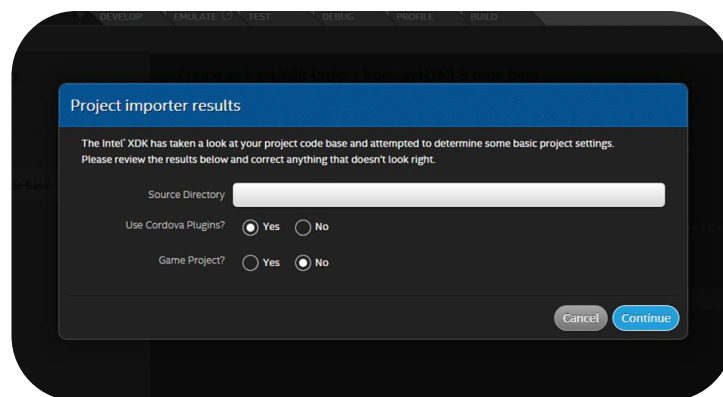 DEVELOP EMULATE TEST DEBUG PROFILE BUILD
Project importer results
The Intel® XDK has taken a look at your project code base and attempted to determine some basic project settings.
Please review the results below and correct anything that doesn't look right.
Source Directory
Use Cordova Plugins? Yes No
Game Project? Yes No
Cancel Continue